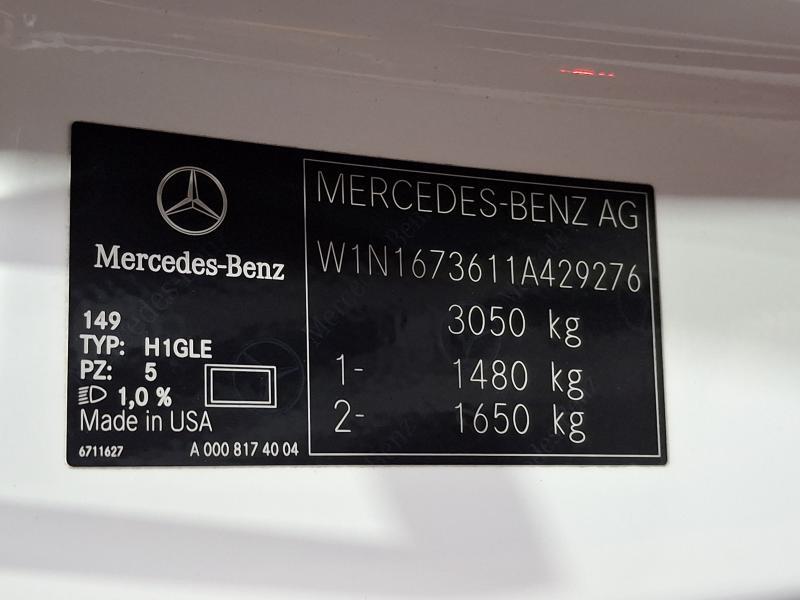 Mercedes-Benz
149
TYP: H1GLE
PZ: 5
1,0 %
Made in USA
6711627 A 000 817 40 04
MERCEDES-BENZ AG
W1N1673611A429276
3050 kg
1- 1480 kg
2- 1650 kg